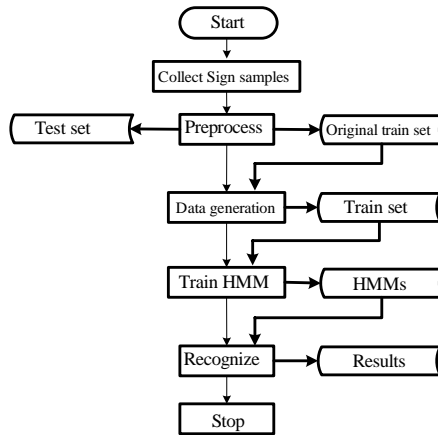 Start
Collect Sign samples
Test set
Preprocess
Original train set
Data generation
Train set
Train HMM
HMMs
Recognize
Results
Stop